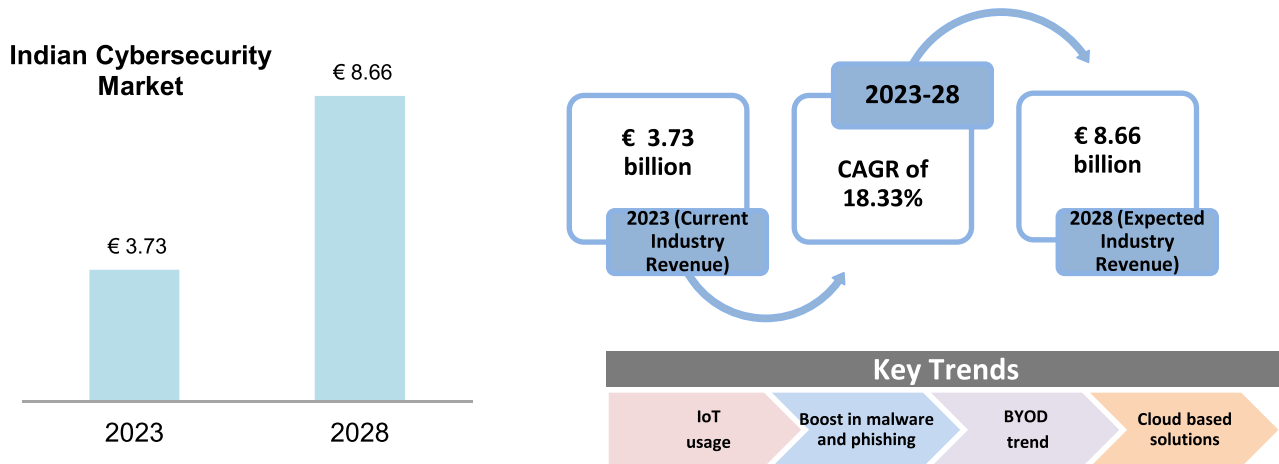 Indian Cybersecurity
Market
€ 8.66
€ 3.73
2023
2028
€  3.73
billion
2023 (Current
Industry
Revenue)
2023-28
CAGR of
18.33%
€ 8.66
billion
2028 (Expected
Industry
Revenue)
Key Trends
IoT
usage
Boost in malware
and phishing
BYOD
trend
Cloud based
solutions